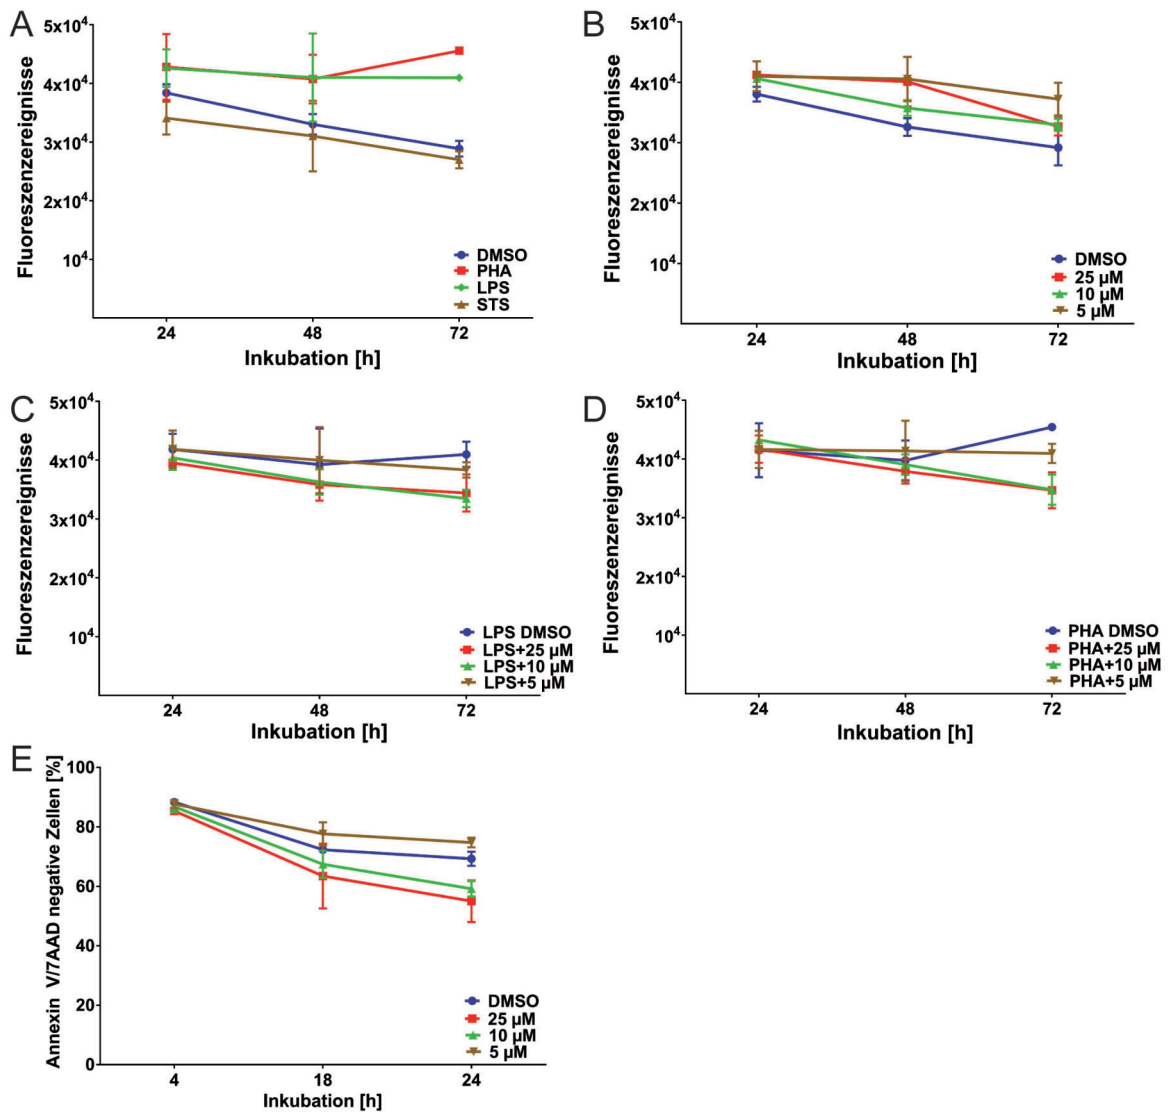 A
Fluoreszenzereignisse
5x10⁴
4x10⁴
3x10⁴
2x10⁴
10⁴
DMSO
PHA
LPS
STS
24
48
72
Inkubation [h]
B
Fluoreszenzereignisse
5x10⁴
4x10⁴
3x10⁴
2x10⁴
10⁴
DMSO
25 µM
10 µM
5 µM
24
48
72
Inkubation [h]
C
Fluoreszenzereignisse
5x10⁴
4x10⁴
3x10⁴
2x10⁴
10⁴
LPS DMSO
LPS+25 µM
LPS+10 µM
LPS+5 µM
24
48
72
Inkubation [h]
D
Fluoreszenzereignisse
5x10⁴
4x10⁴
3x10⁴
2x10⁴
10⁴
PHA DMSO
PHA+25 µM
PHA+10 µM
PHA+5 µM
24
48
72
Inkubation [h]
E
Annexin V/7AAD negative Zellen [%]
100
80
60
40
20
0
DMSO
25 µM
10 µM
5 µM
4
18
24
Inkubation [h]